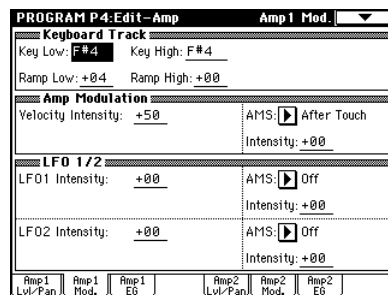 PROGRAM P4:Edit-Amp Amp1 Mod.
Keyboard Track
Key Low: F#4 Key High: F#4
Ramp Low: +04 Ramp High: +00
Amp Modulation
Velocity Intensity: +50 AMS: After Touch
Intensity: +00
LFO 1/2
LFO1 Intensity: +00 AMS: Off
Intensity: +00
LFO2 Intensity: +00 AMS: Off
Intensity: +00
Amp1 Lvl/Pan Amp1 Mod. Amp1 EG Amp2 Lvl/Pan Amp2 Mod. Amp2 EG